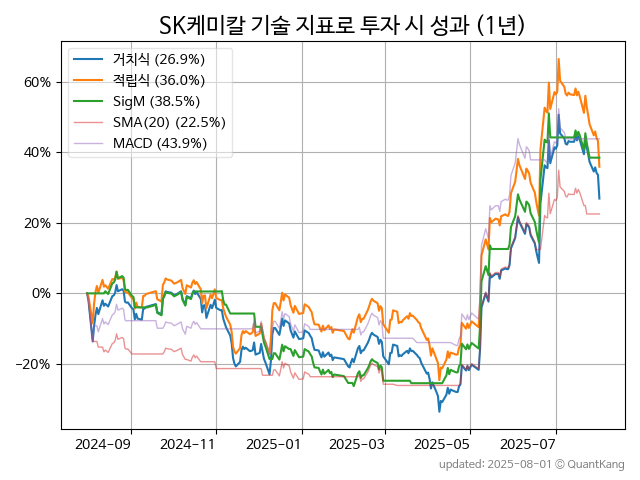 SK케미칼 기술 지표로 투자 시 성과 (1년)
거치식 (26.9%)
적립식 (36.0%)
SigM (38.5%)
SMA(20) (22.5%)
MACD (43.9%)
60%
40%
20%
0%
−20%
2024−09
2024−11
2025−01
2025−03
2025−05
2025−07
updated: 2025-08-01 © QuantKang